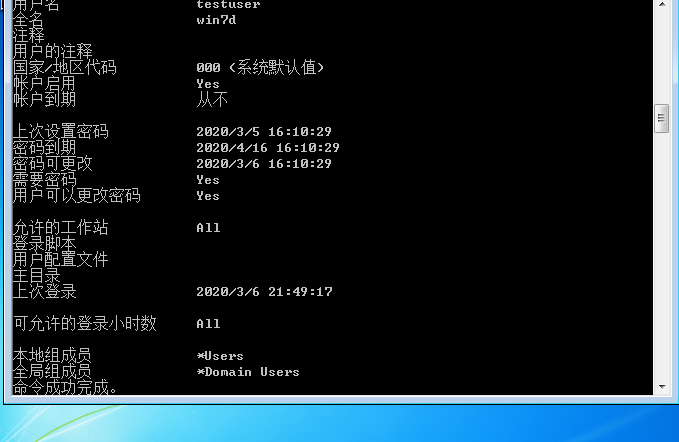 用户名 testuser
全名 win7d
注释
用户的注释
国家/地区代码 000 (系统默认值)
帐户启用 Yes
帐户到期 从不
上次设置密码 2020/3/5 16:10:29
密码到期 2020/4/16 16:10:29
密码可更改 2020/3/6 16:10:29
需要密码 Yes
用户可以更改密码 Yes
允许的工作站 All
登录脚本
用户配置文件
主目录
上次登录 2020/3/6 21:49:17
可允许的登录小时数 All
本地组成员 *Users
全局组成员 *Domain Users
命令成功完成。